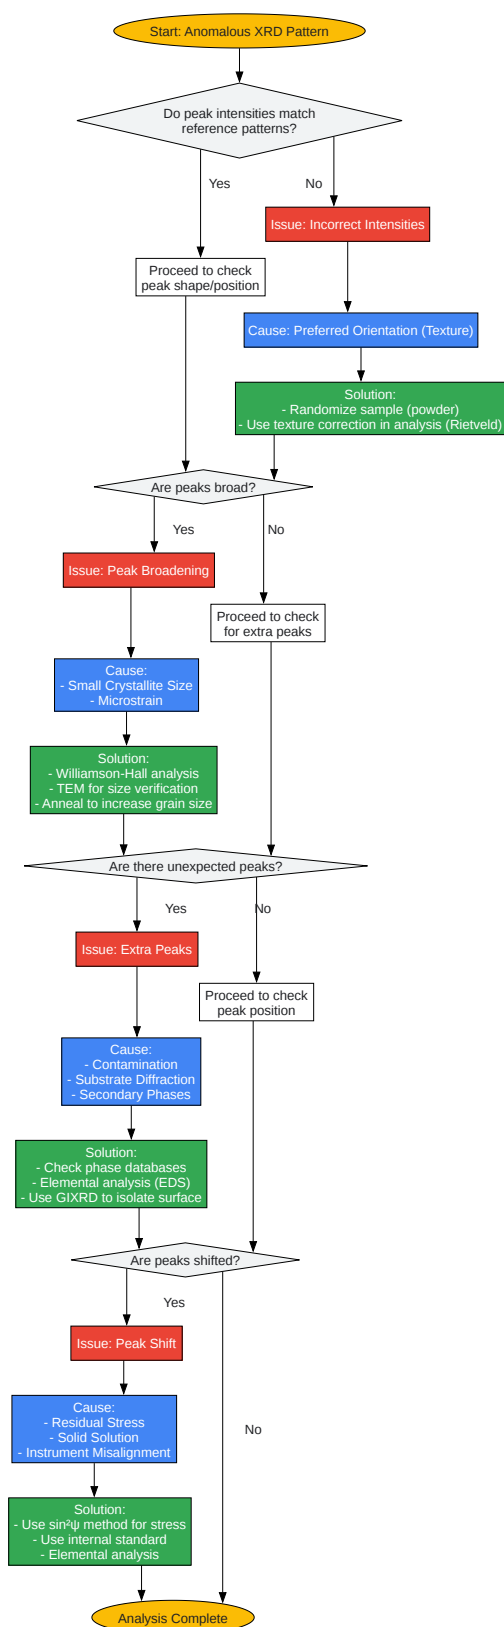 Start: Anomalous XRD Pattern
Do peak intensities match
reference patterns?
Yes
No
Issue: Incorrect Intensities
Proceed to check
peak shape/position
Cause: Preferred Orientation (Texture)
Solution:
- Randomize sample (powder)
- Use texture correction in analysis (Rietveld)
Are peaks broad?
Yes
No
Issue: Peak Broadening
Proceed to check
for extra peaks
Cause:
- Small Crystallite Size
- Microstrain
Solution:
- Williamson-Hall analysis
- TEM for size verification
- Anneal to increase grain size
Are there unexpected peaks?
Yes
No
Issue: Extra Peaks
Proceed to check
peak position
Cause:
- Contamination
- Substrate Diffraction
- Secondary Phases
Solution:
- Check phase databases
- Elemental analysis (EDS)
- Use GIXRD to isolate surface
Are peaks shifted?
Yes
Issue: Peak Shift
Cause:
- Residual Stress
- Solid Solution
- Instrument Misalignment
No
Solution:
- Use sin²ψ method for stress
- Use internal standard
- Elemental analysis
Analysis Complete